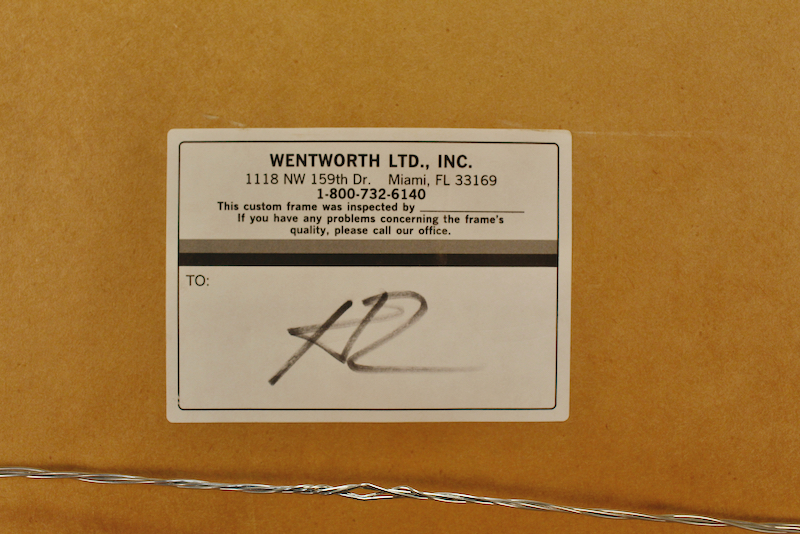 WENTWORTH LTD., INC.
1118 NW 159th Dr. Miami, FL 33169
1-800-732-6140
This custom frame was inspected by
If you have any problems concerning the frame's
quality, please call our office.
TO: